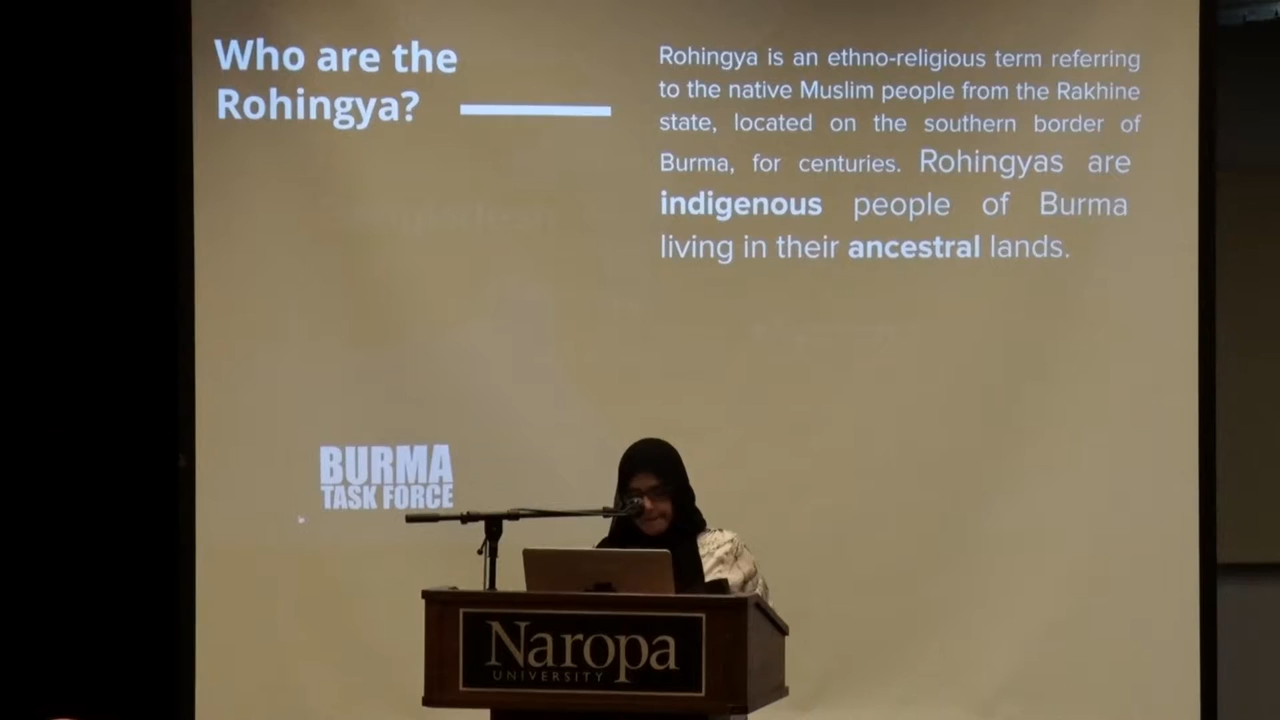 Who are the
Rohingya?
Rohingya is an ethno-religious term referring
to the native Muslim people from the Rakhine
state, located on the southern border of
Burma, for centuries. Rohingyas are
indigenous people of Burma
living in their ancestral lands.
BURMA
TASK FORCE
Naropa
UNIVERSITY